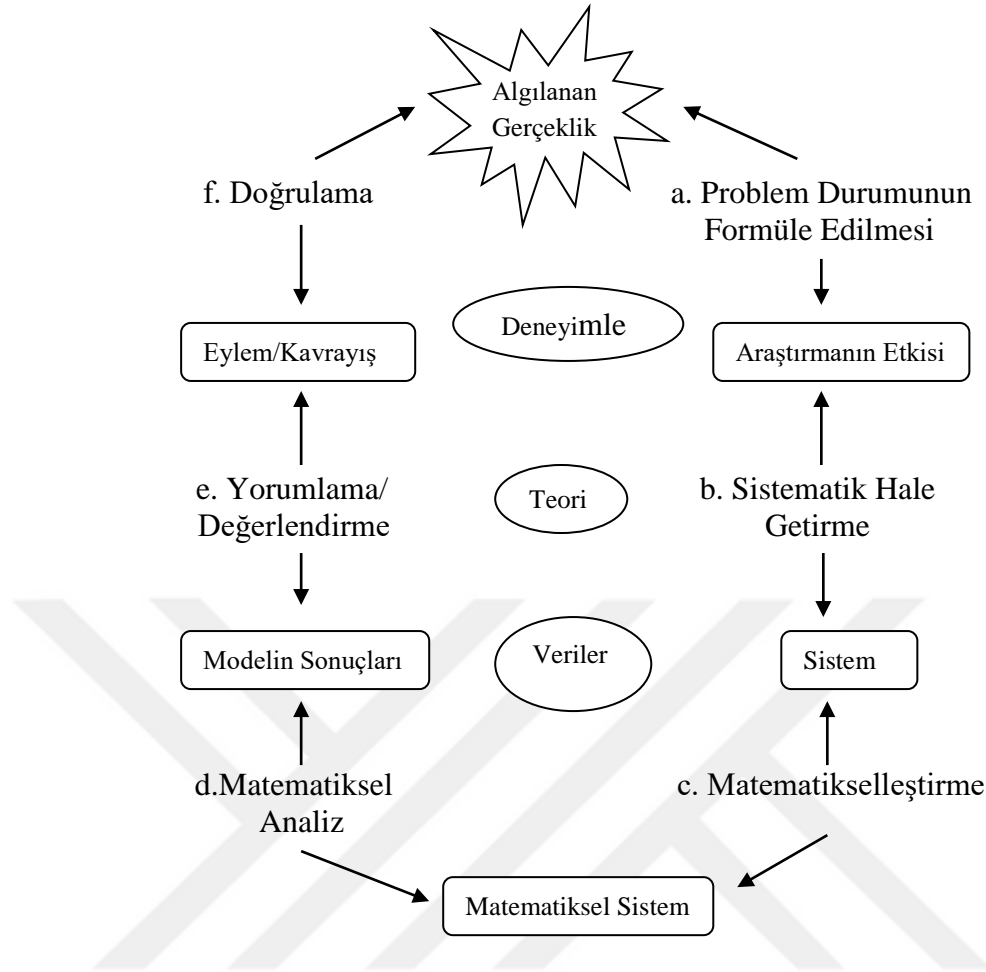 Algılanan
Gerçeklik
f. Doğrulama
a. Problem Durumunun
Formüle Edilmesi
Deneyimle
Eylem/Kavrayış
Araştırmanın Etkisi
e. Yorumlama/
Değerlendirme
Teori
b. Sistematik Hale
Getirme
Modelin Sonuçları
Veriler
Sistem
d.Matematiksel
Analiz
c. Matematikselleştirme
Matematiksel Sistem